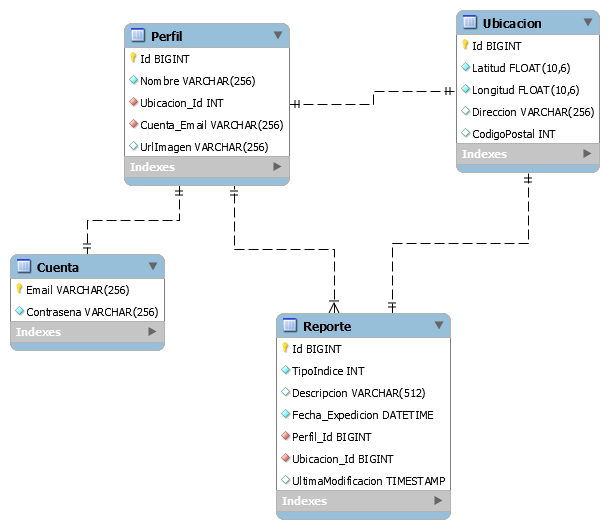 Perfil
Id BIGINT
Nombre VARCHAR(256)
Ubicacion_Id INT
Cuenta_Email VARCHAR(256)
UrlImagen VARCHAR(256)
Indexes
Ubicacion
Id BIGINT
Latitud FLOAT(10,6)
Longitud FLOAT(10,6)
Direccion VARCHAR(256)
CodigoPostal INT
Indexes
Cuenta
Email VARCHAR(256)
Contrasena VARCHAR(256)
Indexes
Reporte
Id BIGINT
TipoIndice INT
Descripcion VARCHAR(512)
Fecha_Expedicion DATETIME
Perfil_Id BIGINT
Ubicacion_Id BIGINT
UltimaModificacion TIMESTAMP
Indexes